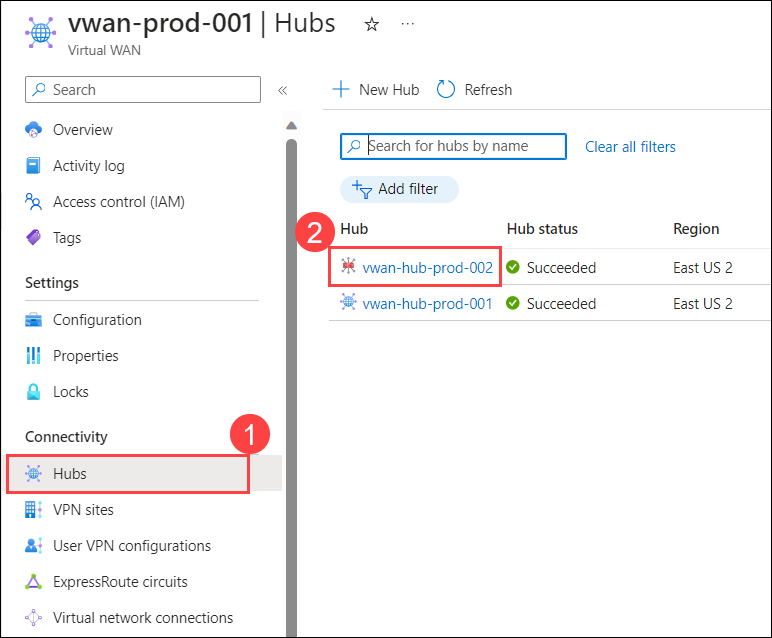 vwan-prod-001 | Hubs ☆ ···
Virtual WAN
Search «
Overview
Activity log
Access control (IAM)
Tags
Settings
Configuration
Properties
Locks
Connectivity
1
Hubs
VPN sites
User VPN configurations
ExpressRoute circuits
Virtual network connections
New Hub Refresh
Search for hubs by name Clear all filters
Add filter
2
Hub Hub status Region
vwan-hub-prod-002 Succeeded East US 2
vwan-hub-prod-001 Succeeded East US 2